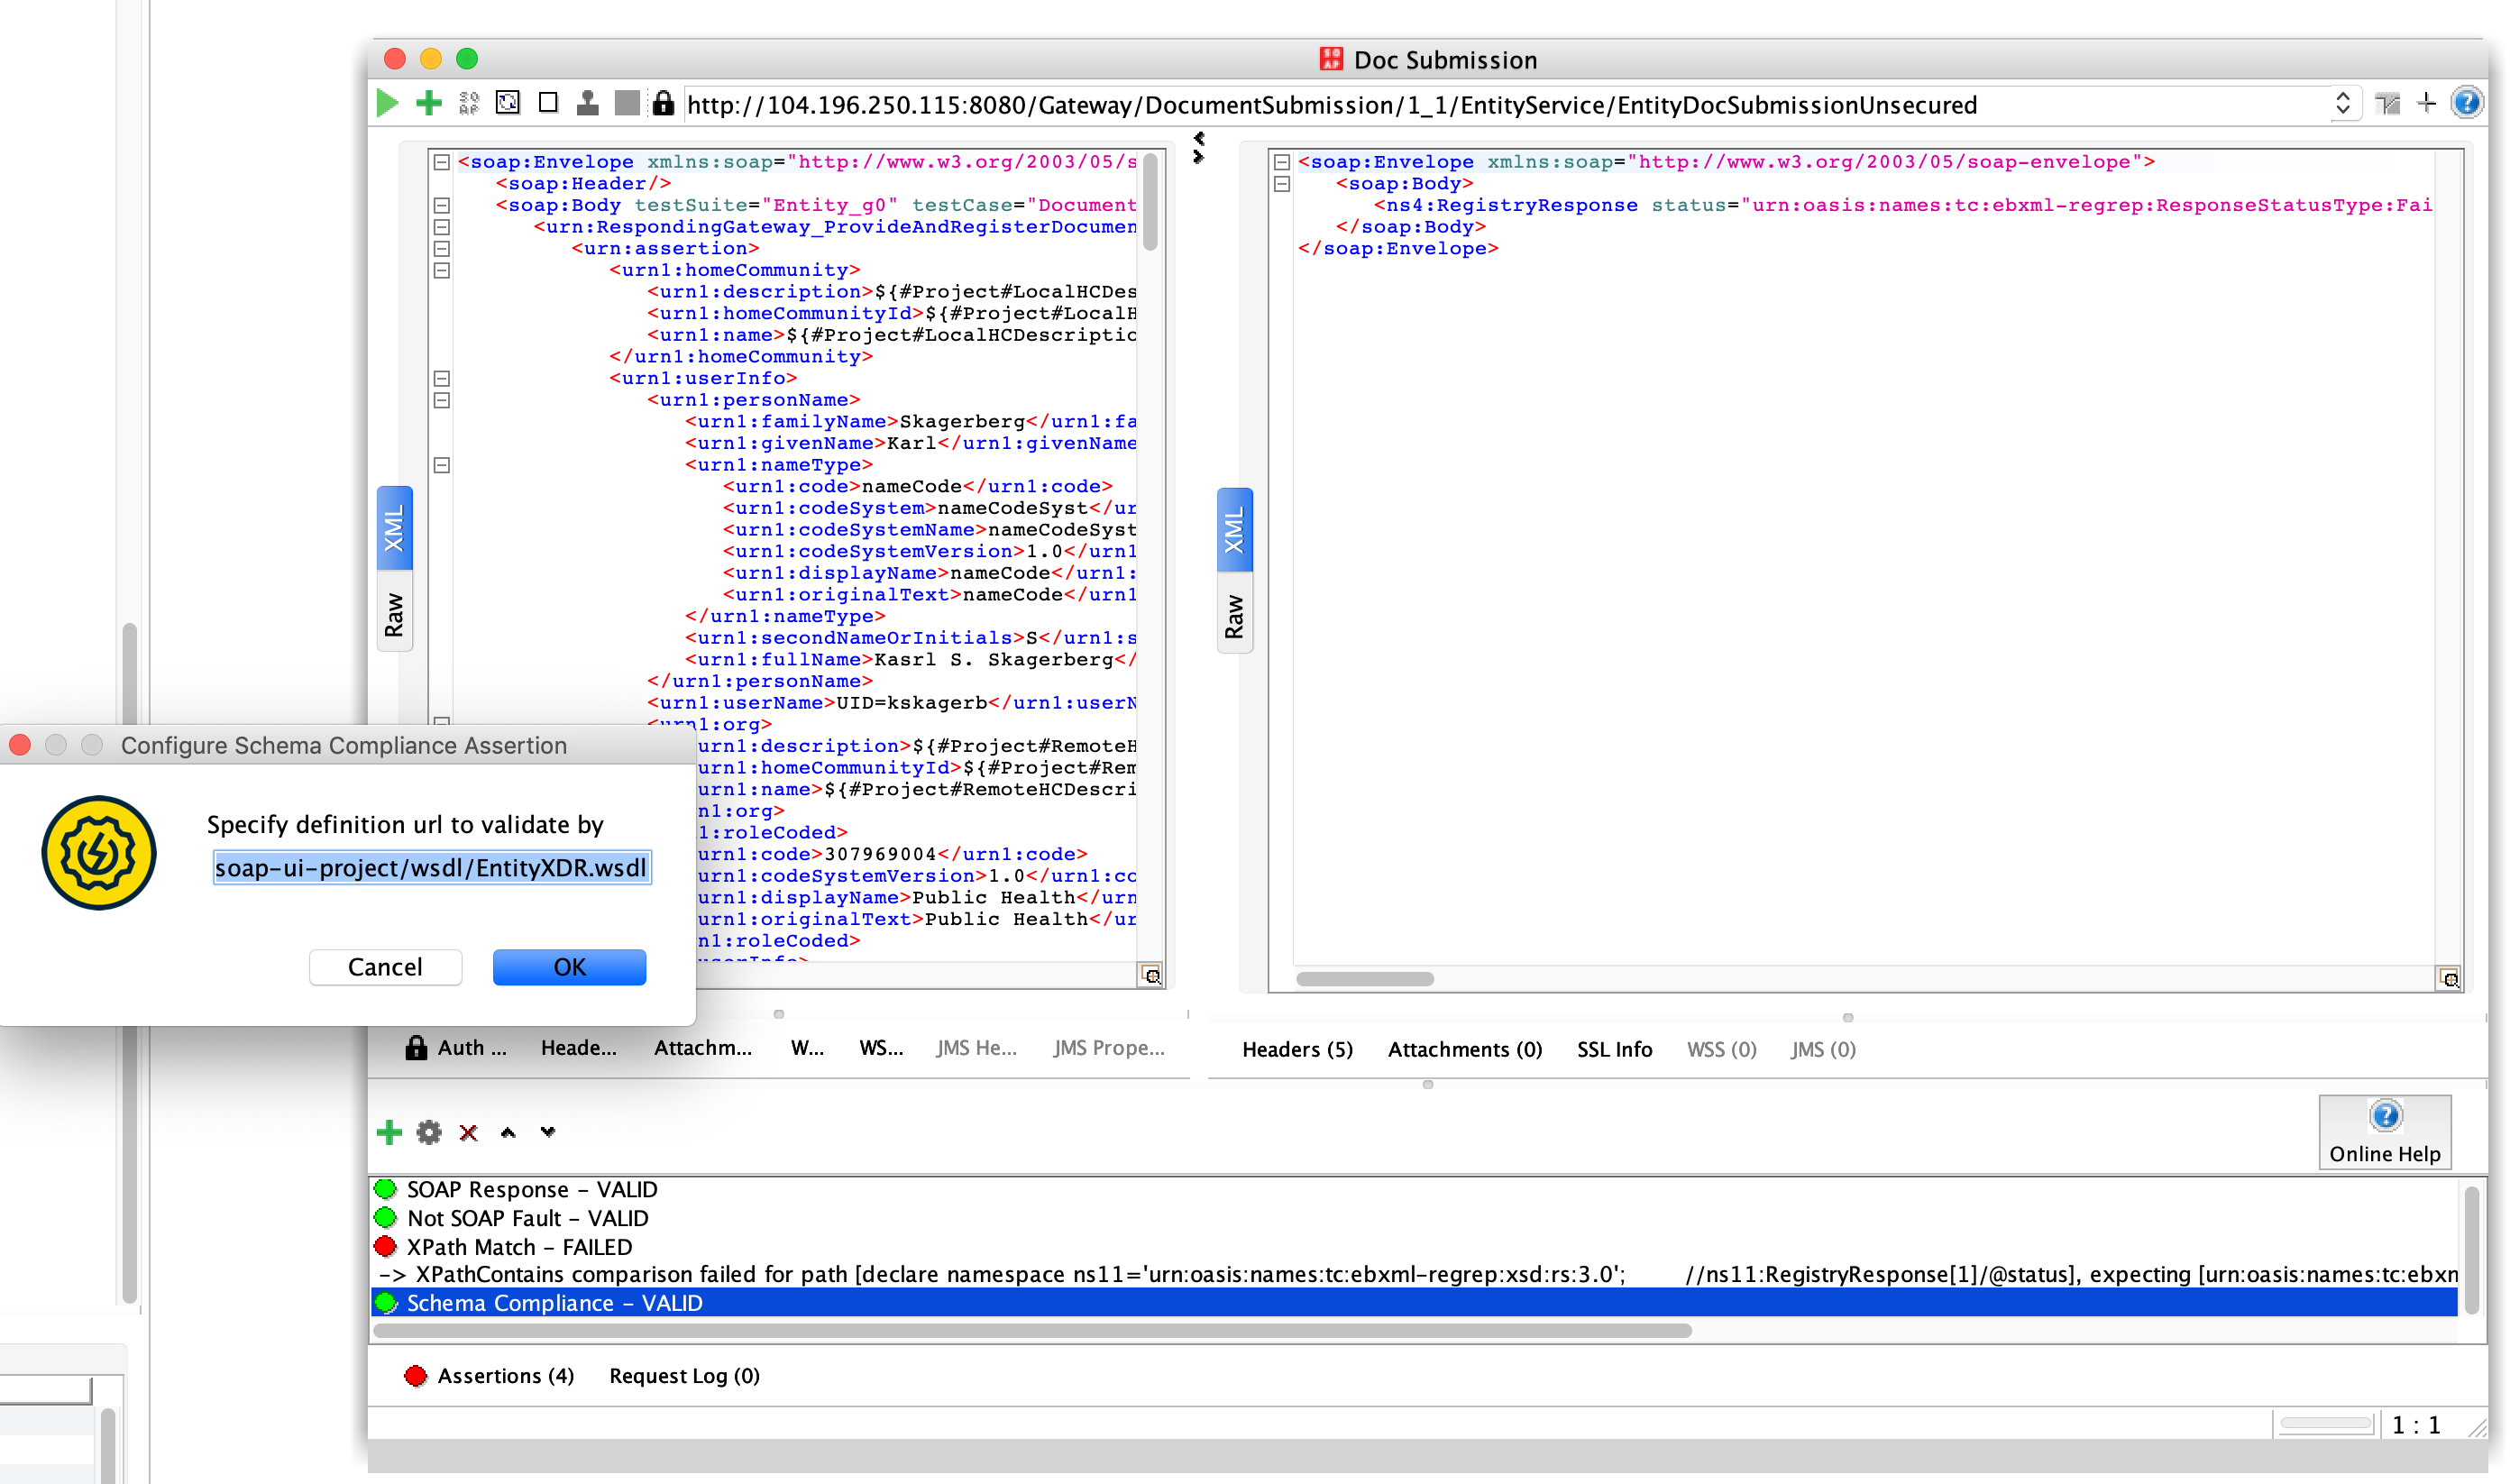 Doc Submission
http://104.196.250.115:8080/Gateway/DocumentSubmission/1_1/EntityService/EntityDocSubmissionUnsecured
<soap:Envelope xmlns:soap="http://www.w3.org/2003/05/s
<soap:Header/>
<soap:Body testSuite="Entity_g0" testCase="Document
<urn:RespondingGateway_ProvideAndRegisterDocumen
<urn:assertion>
<urn1:homeCommunity>
<urn1:description>${#Project#LocalHCDes
<urn1:homeCommunityId>${#Project#LocalH
<urn1:name>${#Project#LocalHCDescriptio
</urn1:homeCommunity>
<urn1:userInfo>
<urn1:personName>
<urn1:familyName>Skagerberg</urn1:fa
<urn1:givenName>Karl</urn1:givenName
<urn1:nameType>
<urn1:code>nameCode</urn1:code>
<urn1:codeSystem>nameCodeSyst</ur
<urn1:codeSystemName>nameCodeSyst
<urn1:codeSystemVersion>1.0</urn1
<urn1:displayName>nameCode</urn1:
<urn1:originalText>nameCode</urn1
</urn1:nameType>
<urn1:secondNameOrInitials>S</urn1:s
<urn1:fullName>Kasrl S. Skagerberg</
</urn1:personName>
<urn1:userName>UID=kskagerb</urn1:userN
<urn1:org>
urn1:description>${#Project#RemoteH
urn1:homeCommunityId>${#Project#Rem
urn1:name>${#Project#RemoteHCDescri
n1:org>
1:roleCoded>
urn1:code>307969004</urn1:code>
urn1:codeSystemVersion>1.0</urn1:cc
urn1:displayName>Public Health</urn
urn1:originalText>Public Health</ur
n1:roleCoded>
userInfo>
XML
Raw
<soap:Envelope xmlns:soap="http://www.w3.org/2003/05/soap-envelope">
<soap:Body>
<ns4:RegistryResponse status="urn:oasis:names:tc:ebxml-regrep:ResponseStatusType:Fai
</soap:Body>
</soap:Envelope>
XML
Raw
Configure Schema Compliance Assertion
Specify definition url to validate by
soap-ui-project/wsdl/EntityXDR.wsdl
Cancel OK
Auth ... Heade... Attachm... W... WS... JMS He... JMS Prope...
Headers (5) Attachments (0) SSL Info WSS (0) JMS (0)
Online Help
SOAP Response – VALID
Not SOAP Fault – VALID
XPath Match – FAILED
–> XPathContains comparison failed for path [declare namespace ns11='urn:oasis:names:tc:ebxml-regrep:xsd:rs:3.0'; //ns11:RegistryResponse[1]/@status], expecting [urn:oasis:names:tc:ebxm
Schema Compliance – VALID
Assertions (4) Request Log (0)
1 : 1